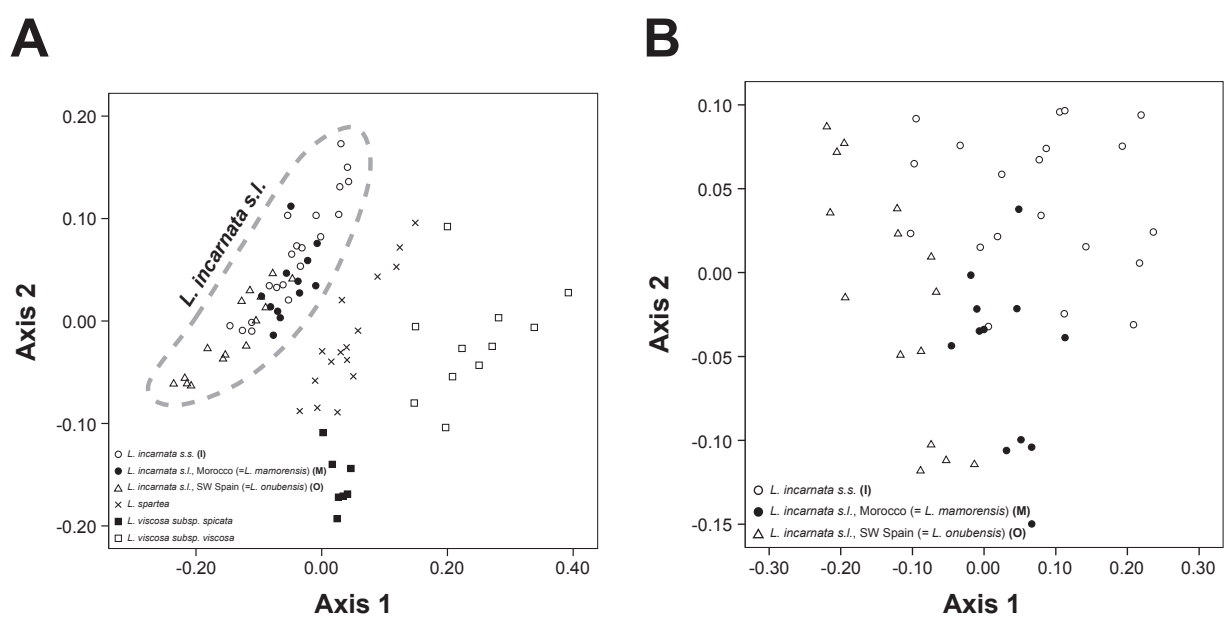 A
Axis 2
0.20
0.10
0.00
-0.10
-0.20
L. incarnata s.l.
L. incarnata s.s. (I)
L. incarnata s.l., Morocco (=L. mamorensis) (M)
L. incarnata s.l., SW Spain (=L. onubensis) (O)
L. spartea
L. viscosa subsp. spicata
L. viscosa subsp. viscosa
-0.20
0.00
0.20
0.40
Axis 1
B
Axis 2
0.10
0.05
0.00
-0.05
-0.10
-0.15
L. incarnata s.s. (I)
L. incarnata s.l., Morocco (= L. mamorensis) (M)
L. incarnata s.l., SW Spain (= L. onubensis) (O)
-0.30
-0.20
-0.10
0.00
0.10
0.20
0.30
Axis 1